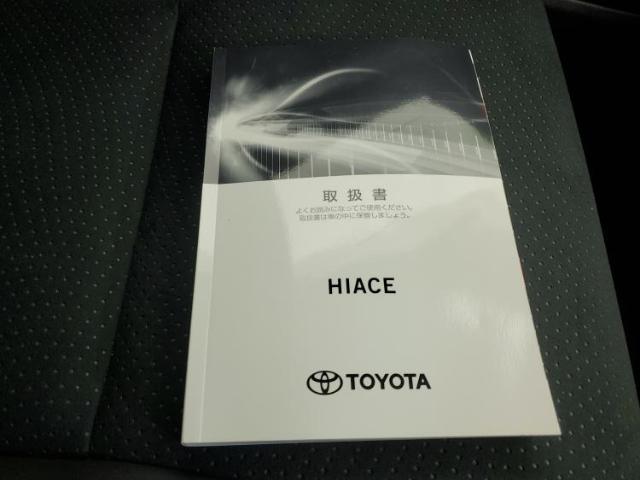 取扱書
よくお読みになってご使用ください。
取扱書は車の中に保管しましょう。
HIACE
TOYOTA